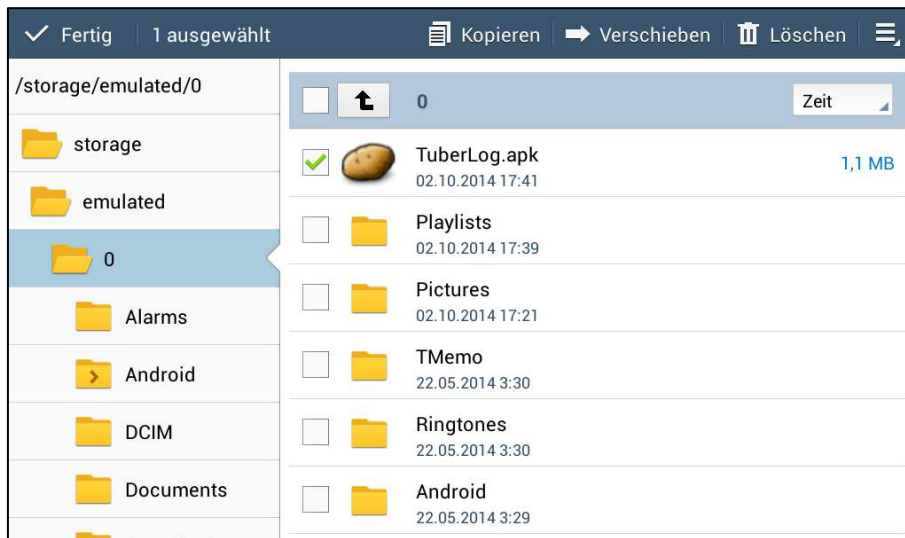 Fertig 1 ausgewählt Kopieren Verschieben Löschen
/storage/emulated/0
storage
emulated
0
Alarms
Android
DCIM
Documents
0 Zeit
TuberLog.apk 1,1 MB
02.10.2014 17:41
Playlists
02.10.2014 17:39
Pictures
02.10.2014 17:21
TMemo
22.05.2014 3:30
Ringtones
22.05.2014 3:30
Android
22.05.2014 3:29